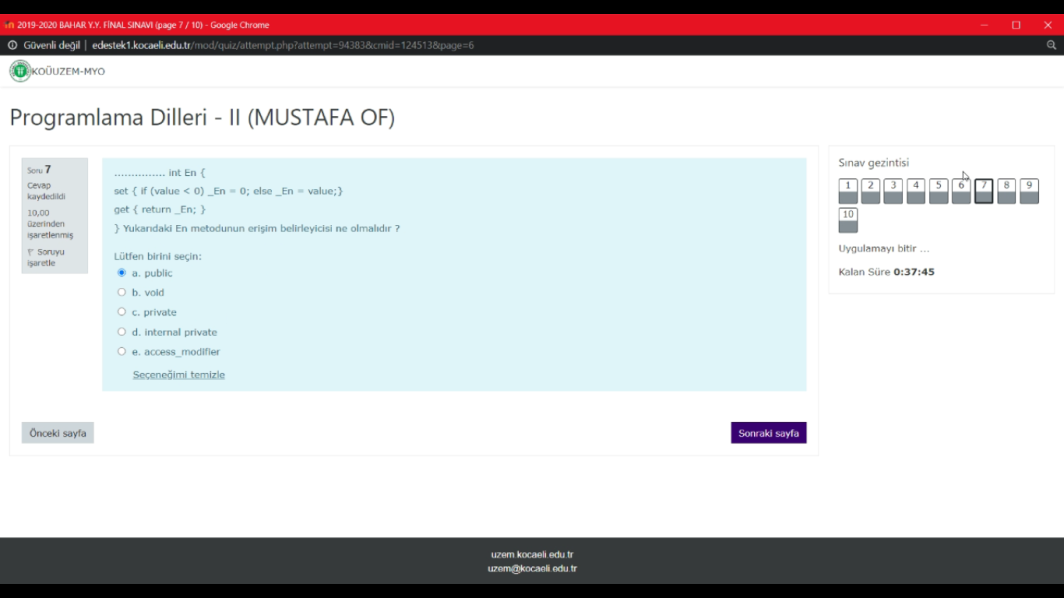 2019-2020 BAHAR Y.Y. FİNAL SINAVI (page 7 / 10) - Google Chrome
Güvenli değil | edestek1.kocaeli.edu.tr/mod/quiz/attempt.php?attempt=94383&cmid=124513&page=6
KOÜUZEM-MYO
Programlama Dilleri - II (MUSTAFA OF)
Soru 7
Cevap
kaydedildi
10,00
üzerinden
işaretlenmiş
Soruyu
işaretle
............... int En {
set { if (value < 0) _En = 0; else _En = value;}
get { return _En; }
} Yukarıdaki En metodunun erişim belirleyicisi ne olmalıdır ?
Lütfen birini seçin:
a. public
b. void
c. private
d. internal private
e. access_modifier
Seçeneğimi temizle
Önceki sayfa
Sonraki sayfa
Sınav gezintisi
1 2 3 4 5 6 7 8 9
10
Uygulamayı bitir ...
Kalan Süre 0:37:45
uzem.kocaeli.edu.tr
uzem@kocaeli.edu.tr